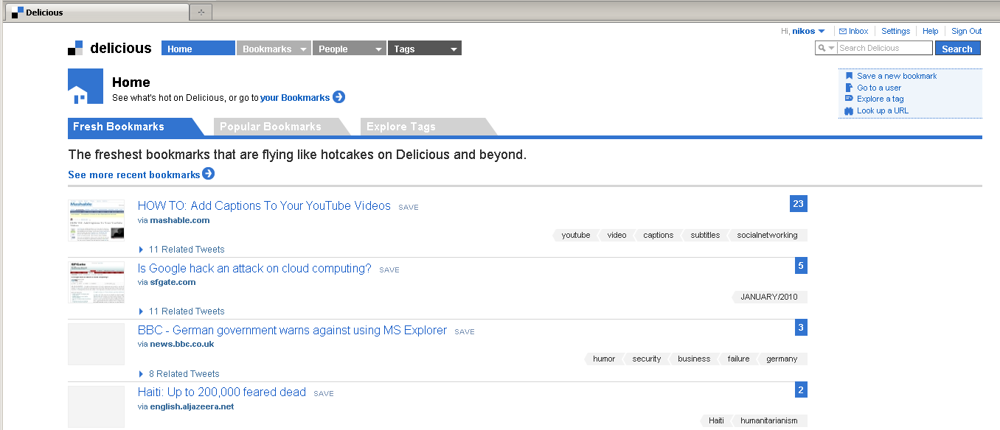 Delicious
Hi, nikos Inbox Settings Help Sign Out
delicious Home Bookmarks People Tags Search Delicious Search
Home
See what's hot on Delicious, or go to your Bookmarks
Save a new bookmark
Go to a user
Explore a tag
Look up a URL
Fresh Bookmarks Popular Bookmarks Explore Tags
The freshest bookmarks that are flying like hotcakes on Delicious and beyond.
See more recent bookmarks
HOW TO: Add Captions To Your YouTube Videos SAVE 23
via mashable.com
youtube video captions subtitles socialnetworking
11 Related Tweets
Is Google hack an attack on cloud computing? SAVE 5
via sfgate.com
JANUARY/2010
11 Related Tweets
BBC - German government warns against using MS Explorer SAVE 3
via news.bbc.co.uk
humor security business failure germany
8 Related Tweets
Haiti: Up to 200,000 feared dead SAVE 2
via english.aljazeera.net
Haiti humanitarianism
Mashable
SFGate